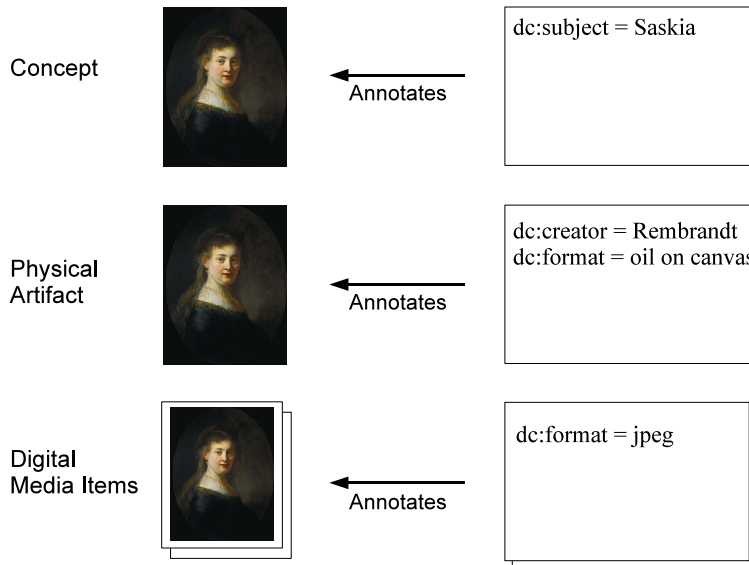 Concept
Annotates
dc:subject = Saskia
Physical
Artifact
Annotates
dc:creator = Rembrandt
dc:format = oil on canvas
Digital
Media Items
Annotates
dc:format = jpeg